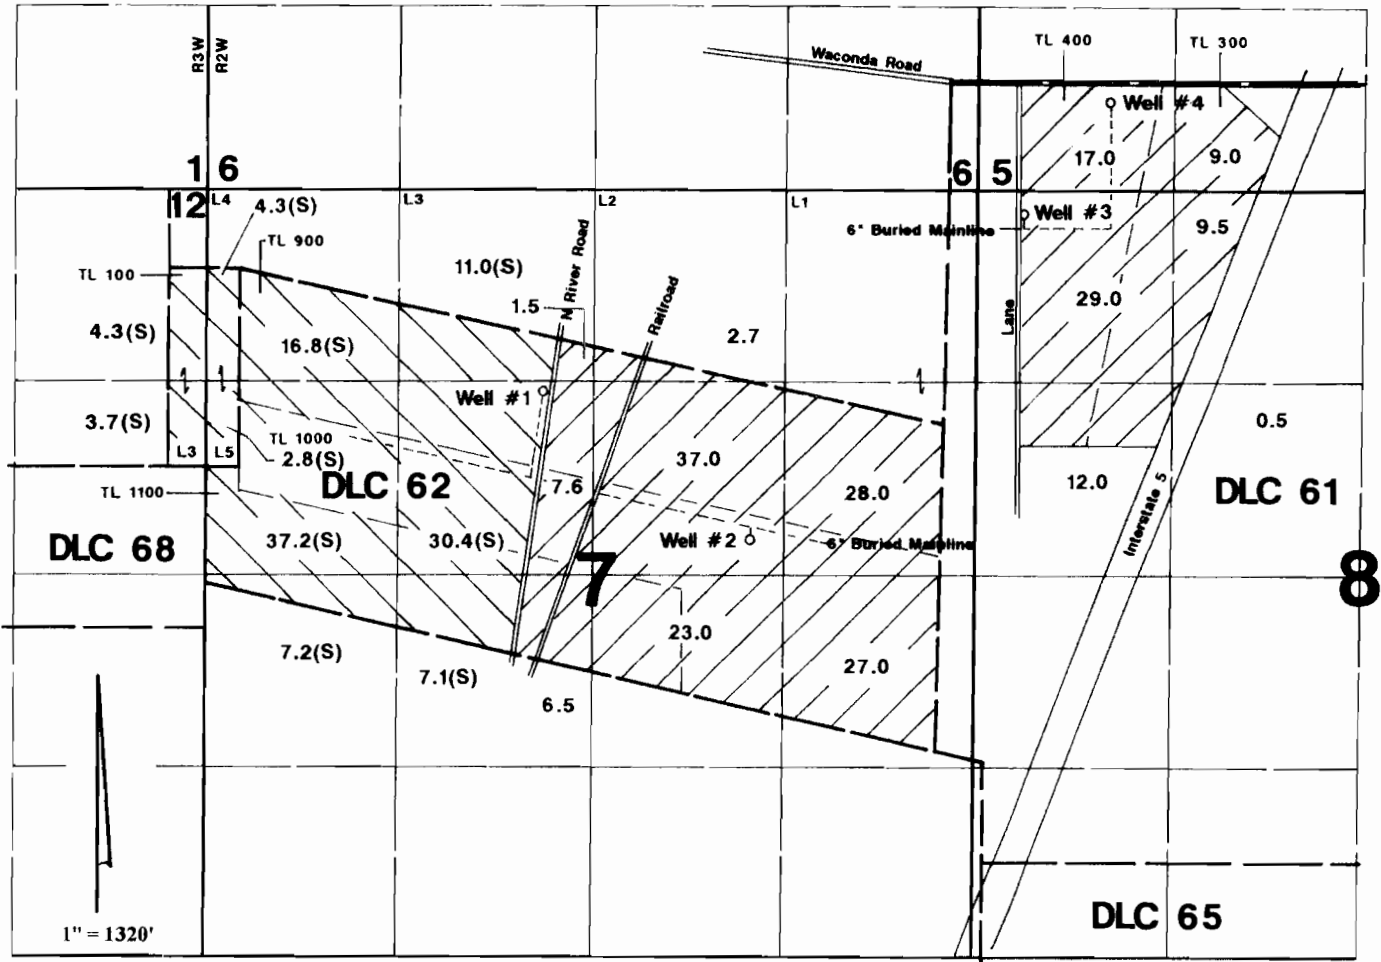 R3W
R2W
Waconda Road
TL 400
TL 300
Well #4
17.0
9.0
1 6
6 5
12
L4
L3
L2
L1
4.3(S)
Well #3
6" Buried Mainline
9.5
TL 900
TL 100
11.0(S)
N River Road
Railroad
1.5
Lane
29.0
4.3(S)
16.8(S)
2.7
Well #1
3.7(S)
0.5
L3
L5
TL 1000
2.8(S)
37.0
7.6
28.0
12.0
TL 1100
DLC 62
DLC 61
Interstate 5
DLC 68
37.2(S)
30.4(S)
Well #2
6" Buried Mainline
7
8
23.0
27.0
7.2(S)
7.1(S)
6.5
DLC 65
1" = 1320'